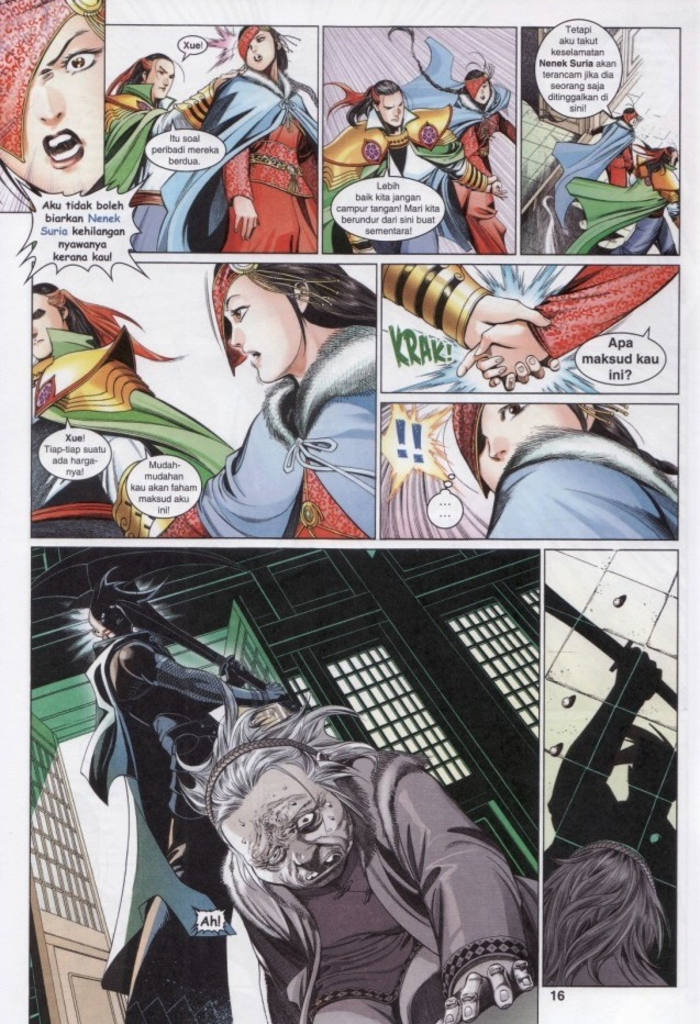 Aku tidak boleh
biarkan Nenek
Suria kehilangan
nyawanya
kerana kau!
Xue!
Itu soal
peribadi mereka
berdua.
Lebih
baik kita jangan
campur tangan! Mari kita
berundur dari sini buat
sementara!
Tetapi
aku takut
keselamatan
Nenek Suria akan
terancam jika dia
seorang saja
ditinggalkan di
sini!
Xue!
Tiap-tiap suatu
ada harga-
nya!
Mudah-
mudahan
kau akan faham
maksud aku
ini!
KRAK!
Apa
maksud kau
ini?
!!
...
...
Ah!
16